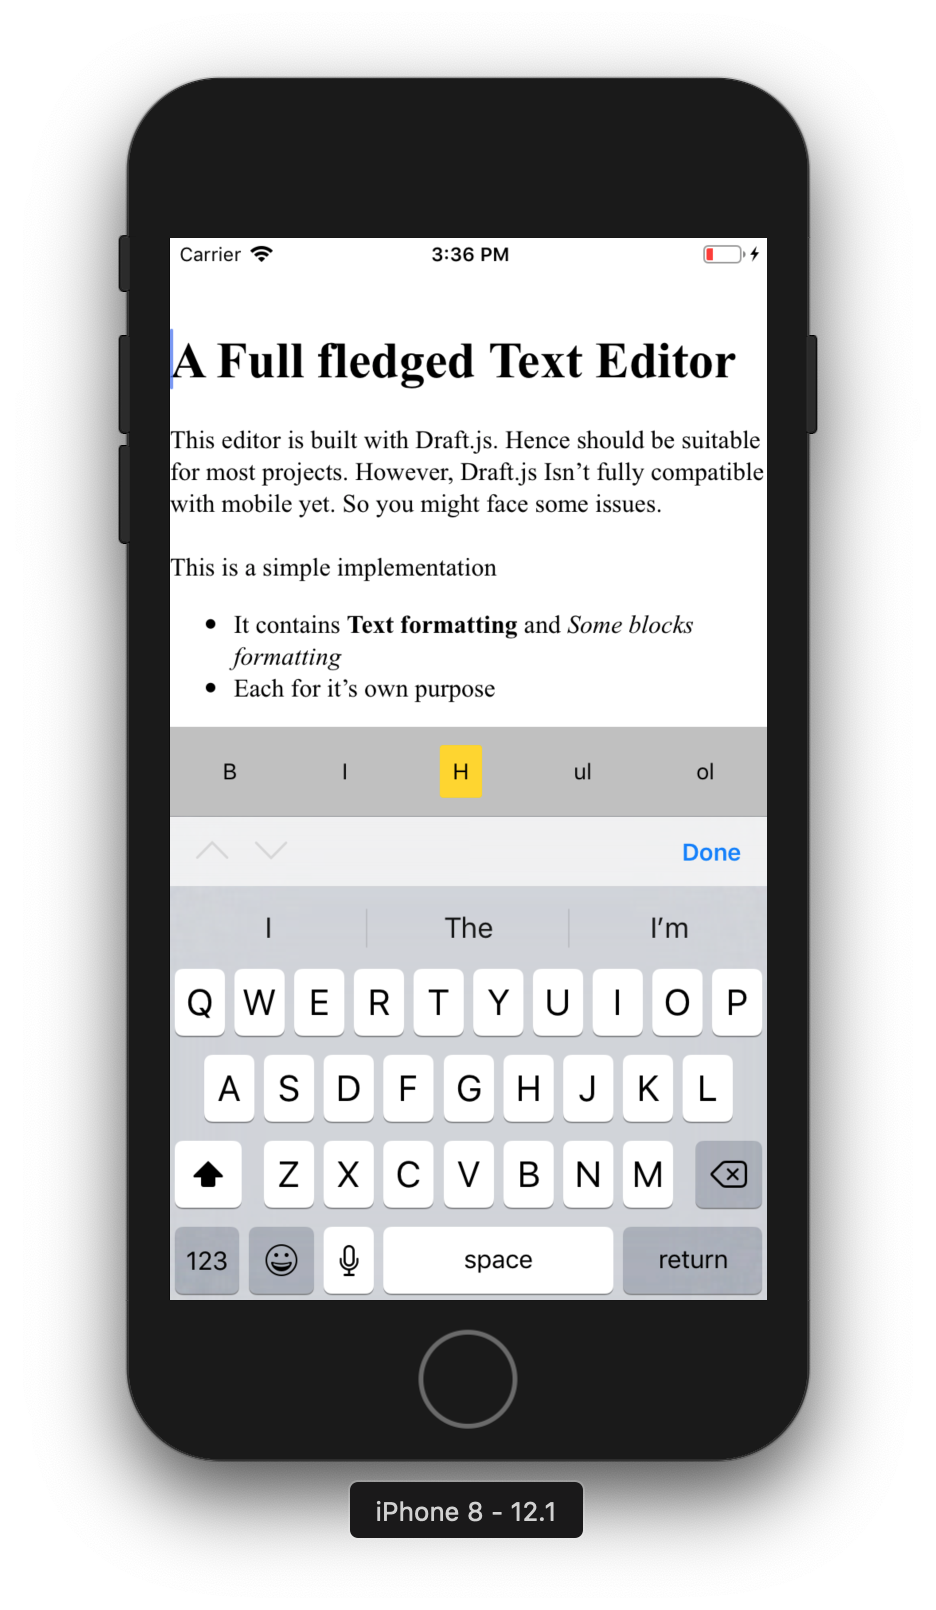 Carrier 3:36 PM
A Full fledged Text Editor
This editor is built with Draft.js. Hence should be suitable
for most projects. However, Draft.js Isn’t fully compatible
with mobile yet. So you might face some issues.
This is a simple implementation
• It contains Text formatting and Some blocks
formatting
• Each for it’s own purpose
B I H ul ol
Done
I The I’m
Q W E R T Y U I O P
A S D F G H J K L
Z X C V B N M
123 space return
iPhone 8 - 12.1